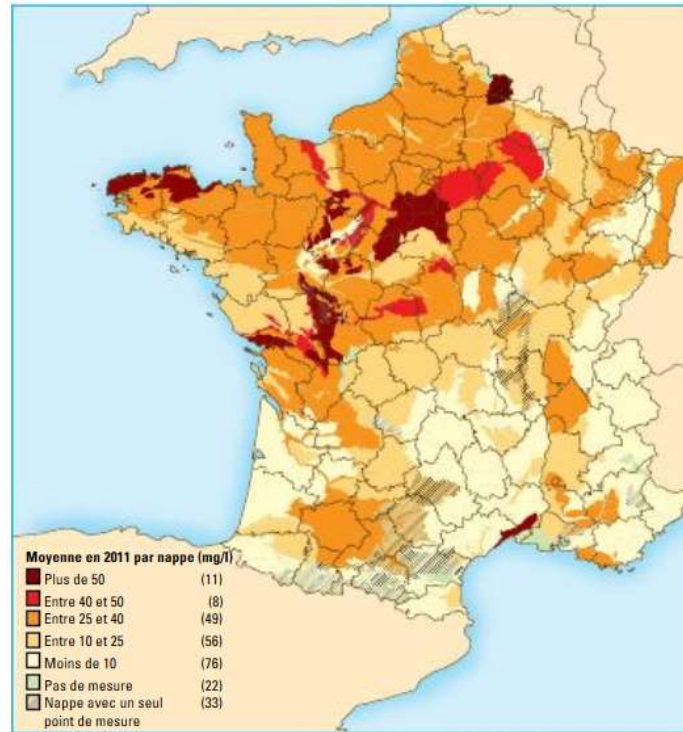 Moyenne en 2011 par nappe (mg/l)
Plus de 50 (11)
Entre 40 et 50 (8)
Entre 25 et 40 (49)
Entre 10 et 25 (56)
Moins de 10 (76)
Pas de mesure (22)
Nappe avec un seul (33)
point de mesure